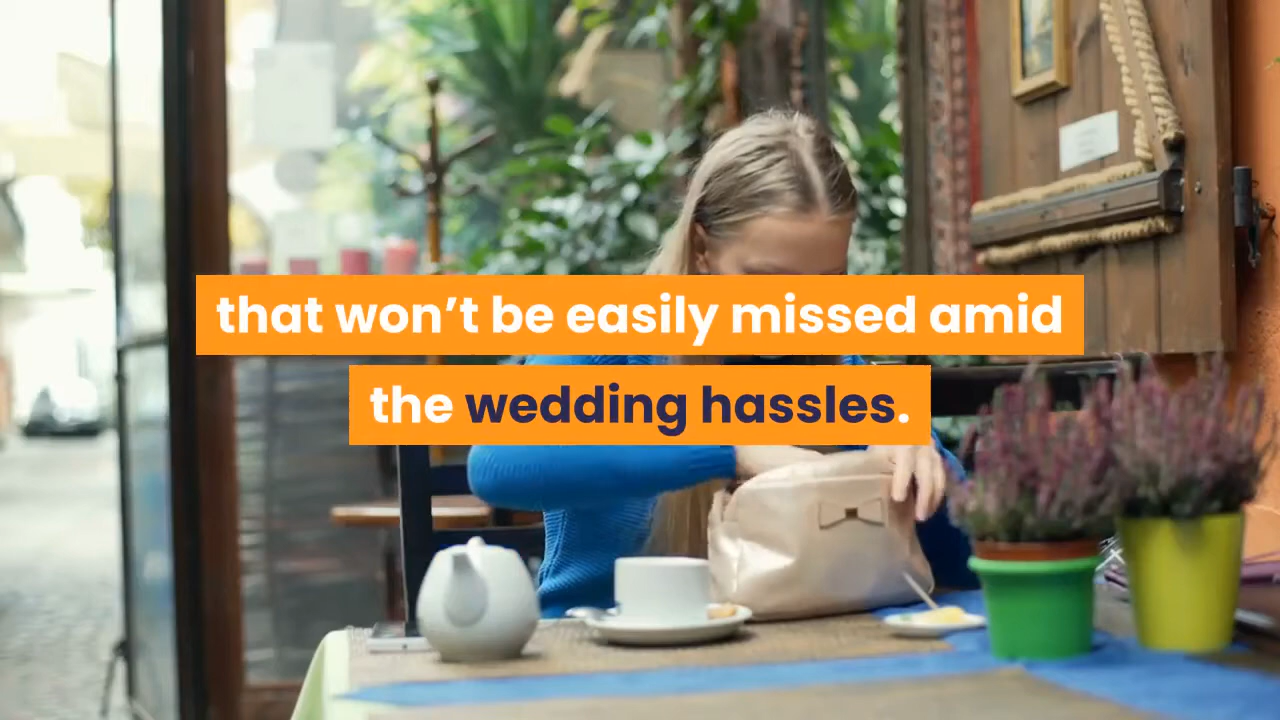 that won’t be easily missed amid
the wedding hassles.